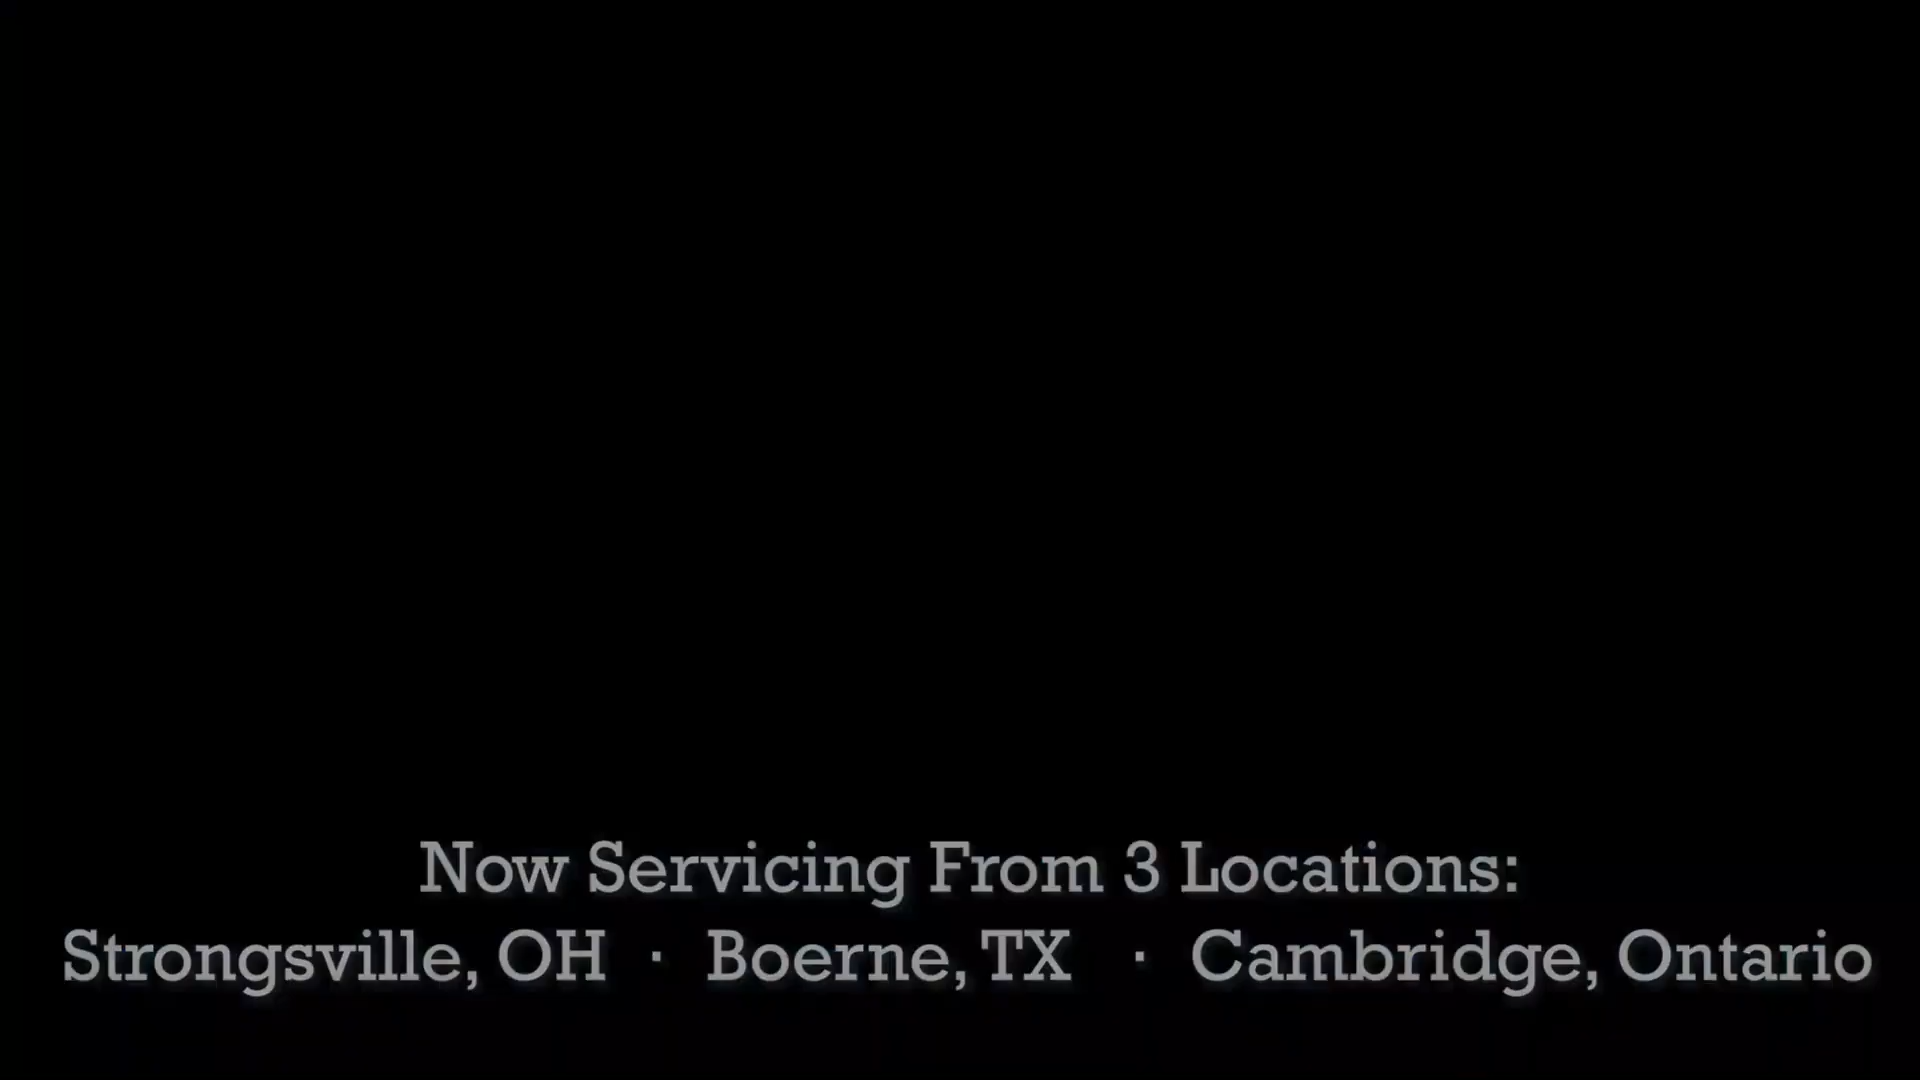 Now Servicing From 3 Locations:
Strongsville, OH · Boerne, TX · Cambridge, Ontario